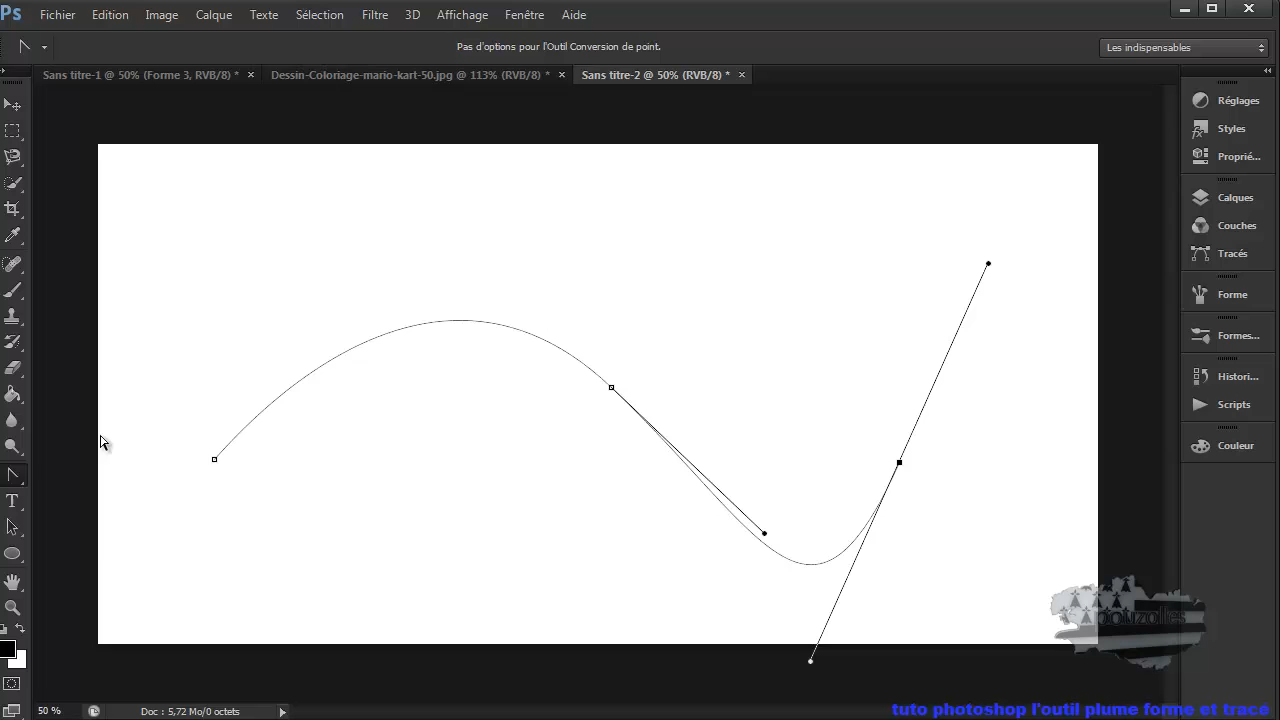 Ps Fichier Edition Image Calque Texte Sélection Filtre 3D Affichage Fenêtre Aide
Pas d'options pour l'Outil Conversion de point.
Les indispensables
Sans titre-1 @ 50% (Forme 3, RVB/8) * × Dessin-Coloriage-mario-kart-50.jpg @ 113% (RVB/8) * × Sans titre-2 @ 50% (RVB/8) * ×
Réglages
Styles
Proprié...
Calques
Couches
Tracés
Forme
Formes...
Histori...
Scripts
Couleur
pouzolles
50 % Doc : 5,72 Mo/0 octets
tuto photoshop l'outil plume forme et tracé